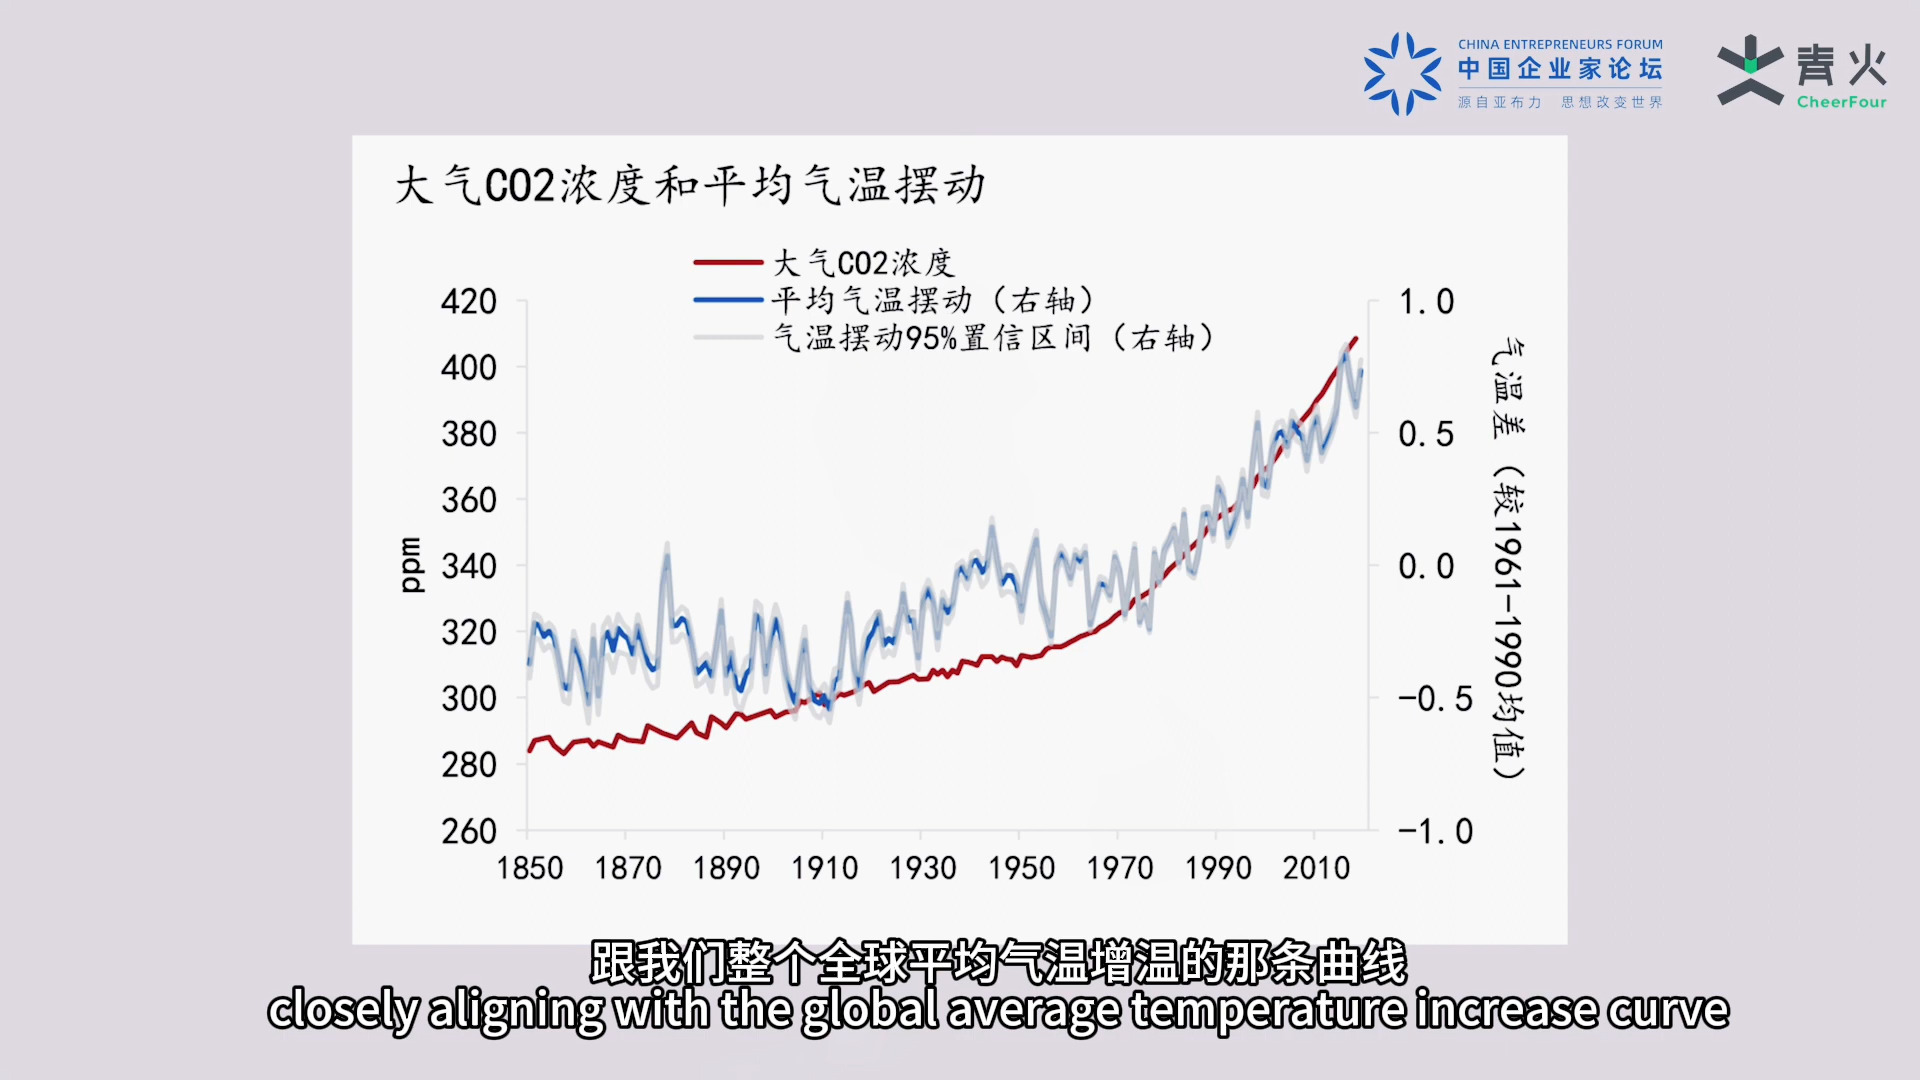 CHINA ENTREPRENEURS FORUM
中国企业家论坛
源自亚布力 思想改变世界
青火
CheerFour
大气CO2浓度和平均气温摆动
大气CO2浓度
平均气温摆动（右轴）
气温摆动95%置信区间（右轴）
420
400
380
360
340
320
300
280
260
ppm
1.0
0.5
0.0
-0.5
-1.0
气温差（较1961-1990均值）
1850 1870 1890 1910 1930 1950 1970 1990 2010
跟我们整个全球平均气温增温的那条曲线
closely aligning with the global average temperature increase curve